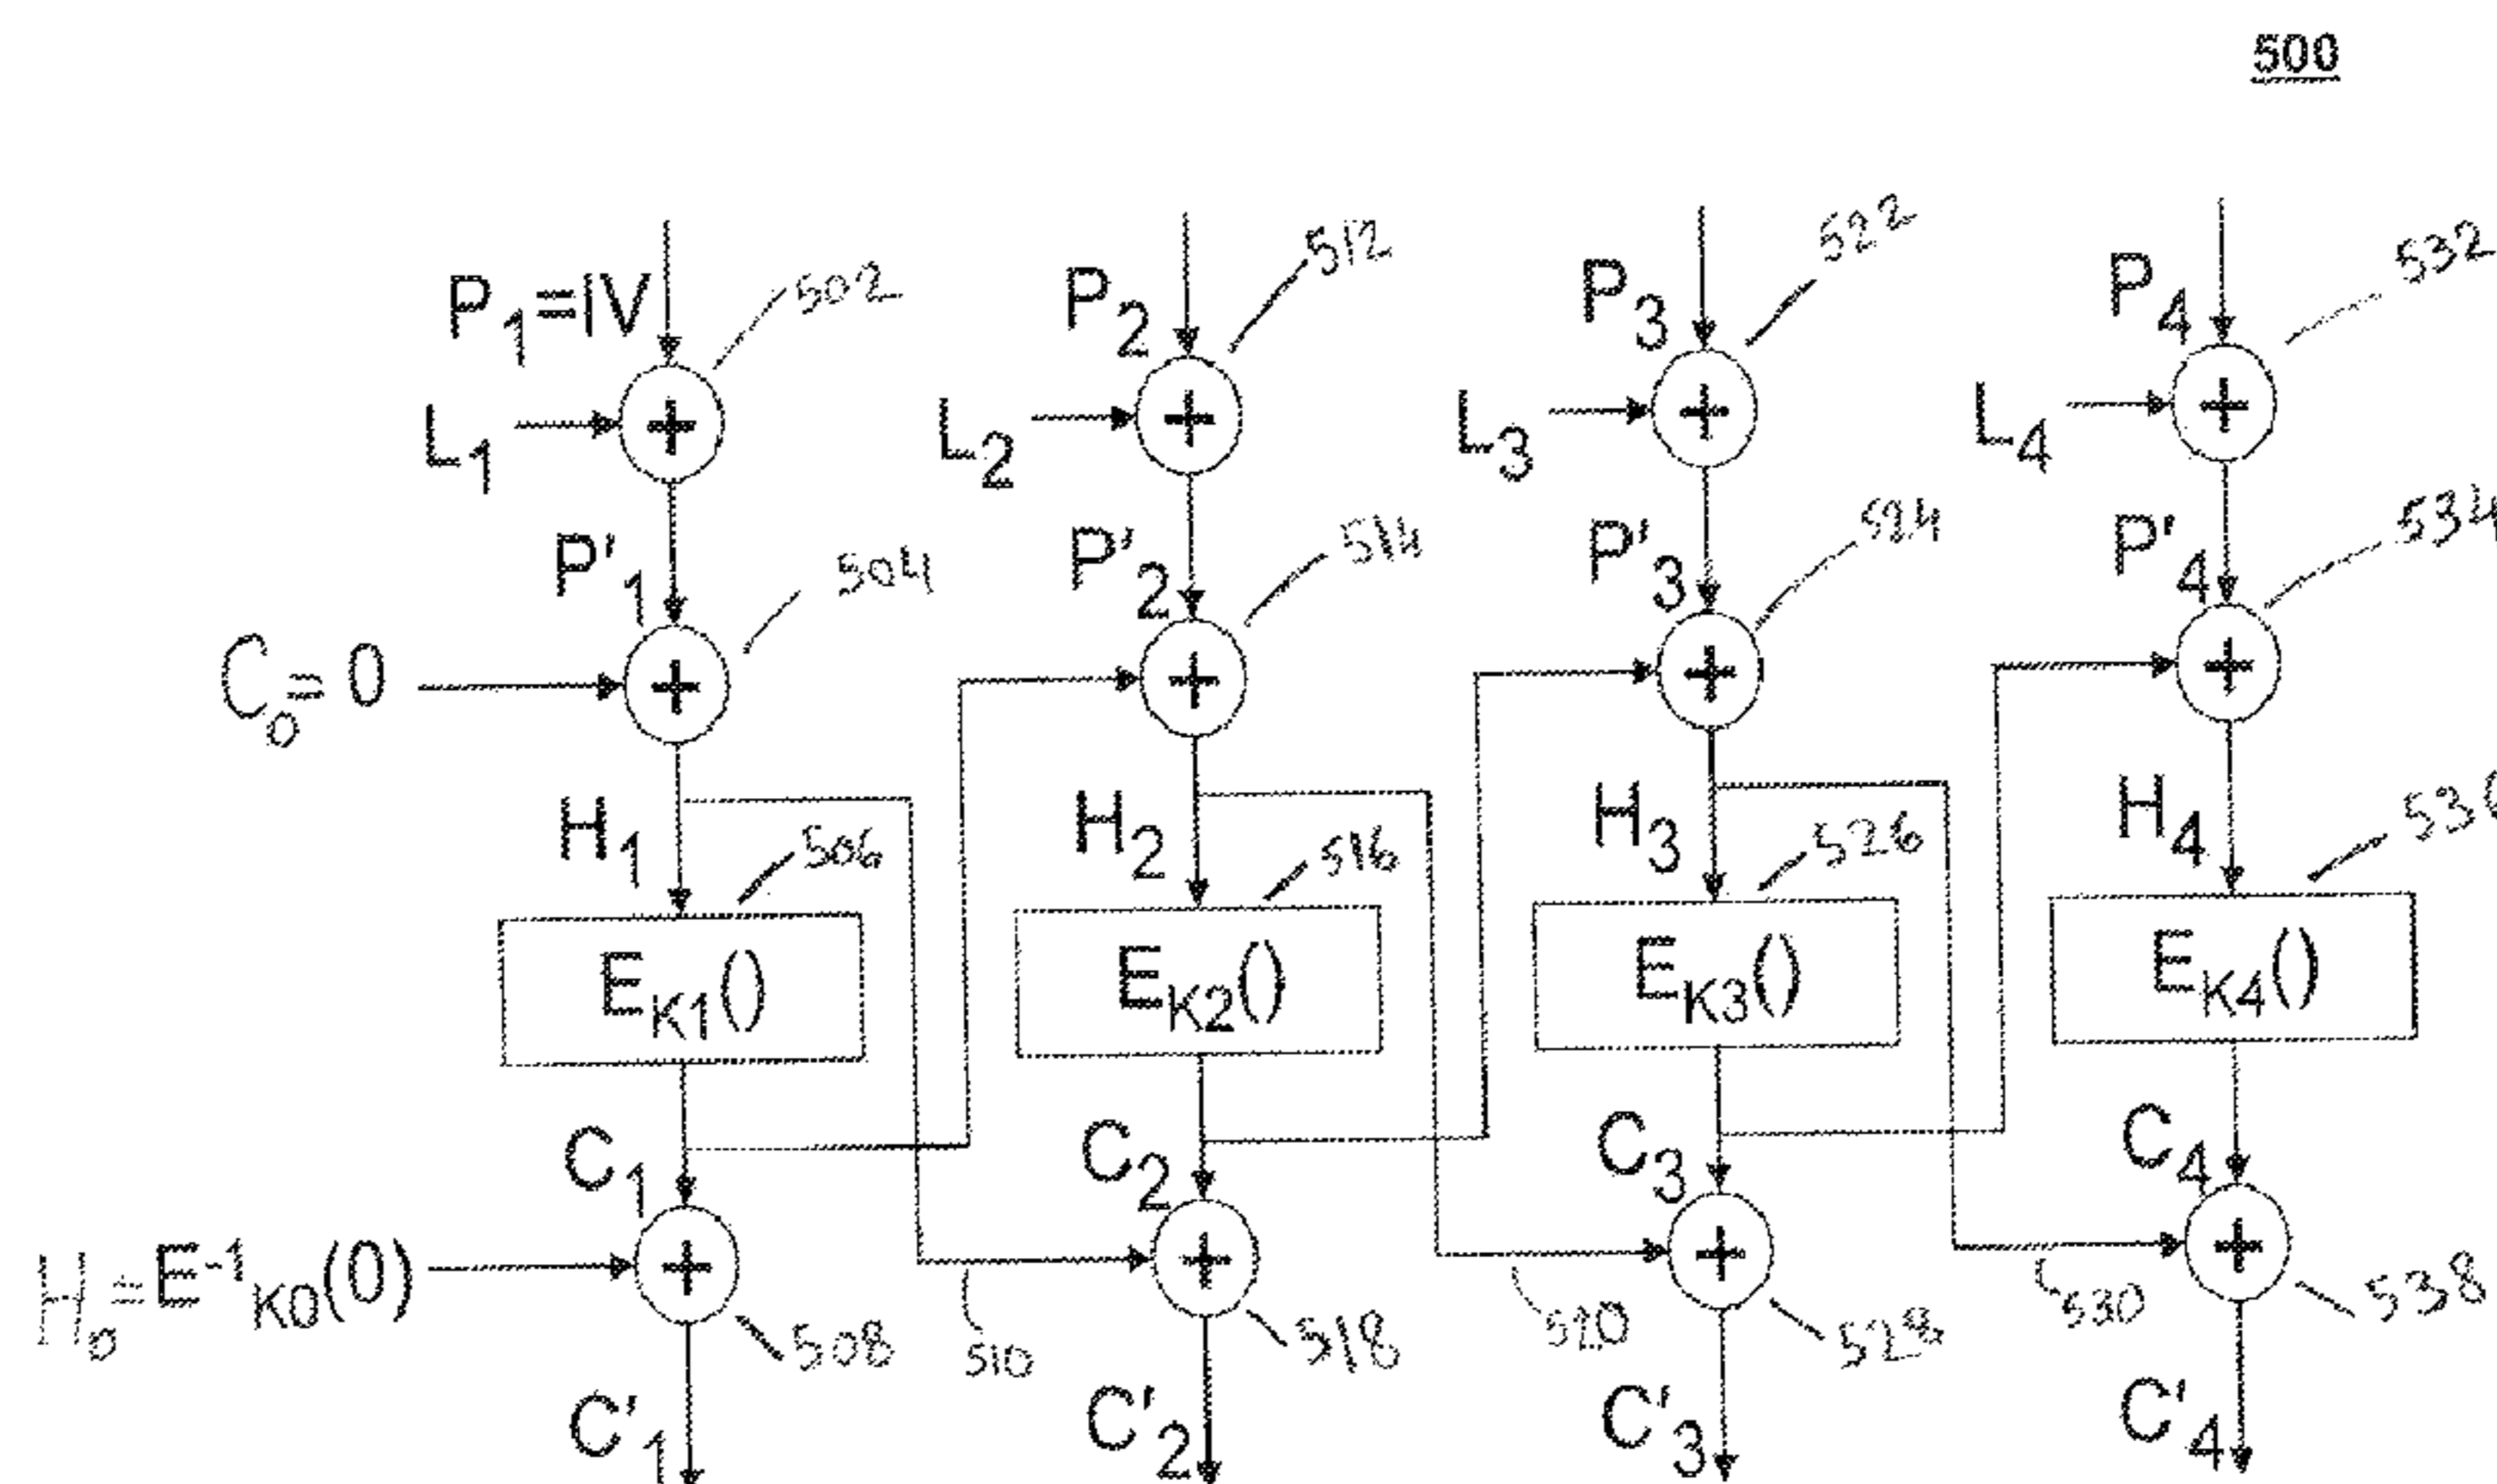 500
P1=IV 502 P2 512 P3 522 P4 532
L1 + L2 + L3 + L4 +
P'1 504 P'2 514 P'3 524 P'4 534
C0=0 + + + +
H1 506 H2 516 H3 526 H4
EK1() EK2() EK3() EK4()
C1 C2 C3 C4
H0=E-1K0(0) + + + +
508 510 518 520 528 530 538
C'1 C'2 C'3 C'4